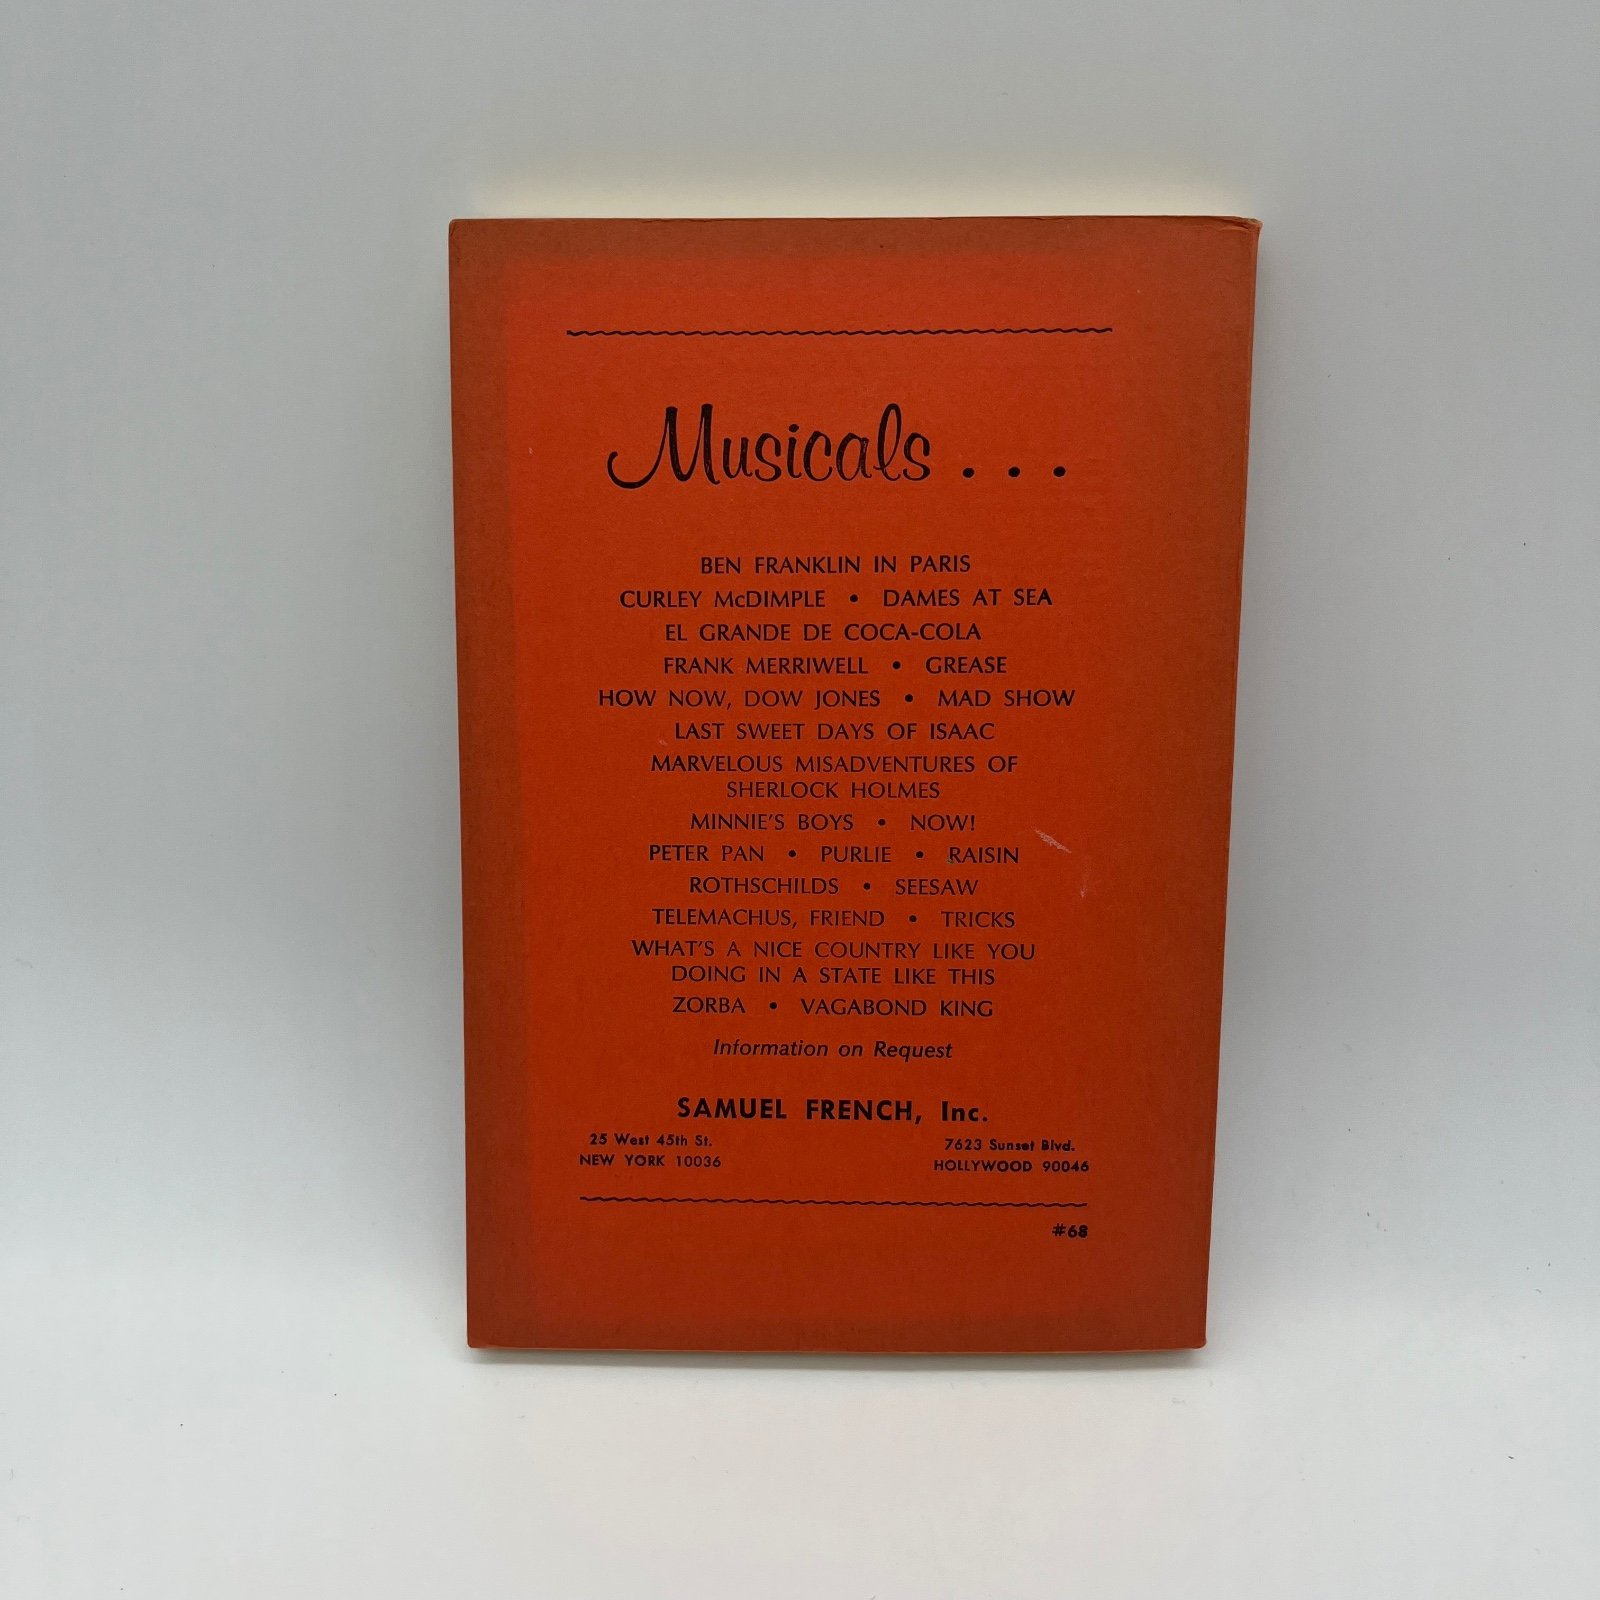 Musicals . . .
BEN FRANKLIN IN PARIS
CURLEY McDIMPLE • DAMES AT SEA
EL GRANDE DE COCA-COLA
FRANK MERRIWELL • GREASE
HOW NOW, DOW JONES • MAD SHOW
LAST SWEET DAYS OF ISAAC
MARVELOUS MISADVENTURES OF
SHERLOCK HOLMES
MINNIE'S BOYS • NOW!
PETER PAN • PURLIE • RAISIN
ROTHSCHILDS • SEESAW
TELEMACHUS, FRIEND • TRICKS
WHAT'S A NICE COUNTRY LIKE YOU
DOING IN A STATE LIKE THIS
ZORBA • VAGABOND KING
Information on Request
SAMUEL FRENCH, Inc.
25 West 45th St. 7623 Sunset Blvd.
NEW YORK 10036 HOLLYWOOD 90046
#68